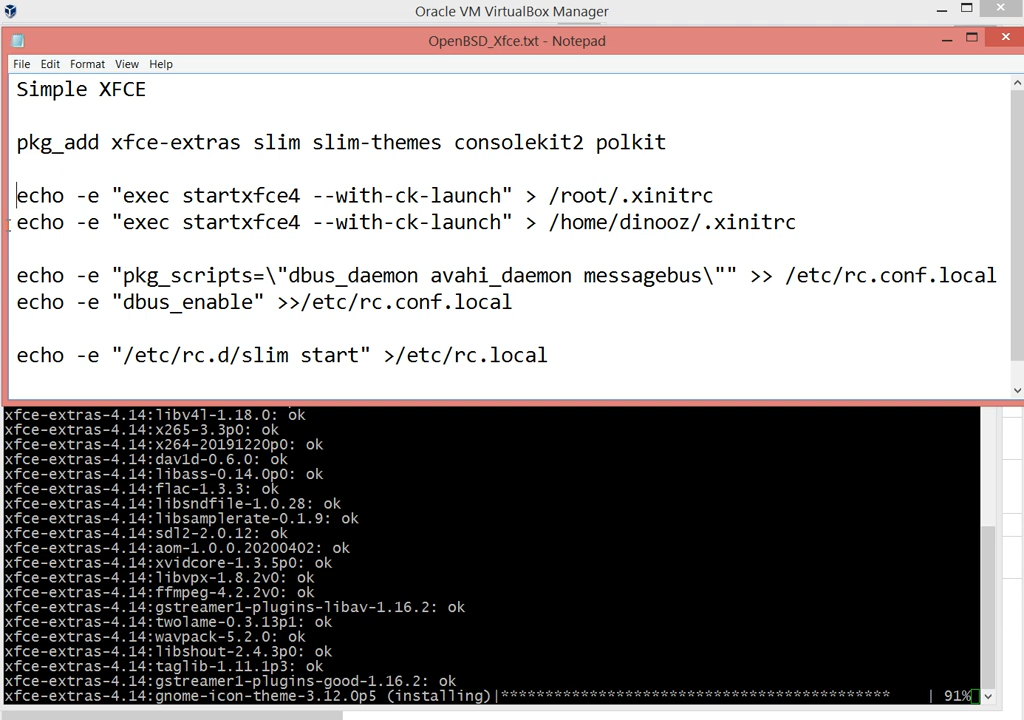 Oracle VM VirtualBox Manager
OpenBSD_Xfce.txt - Notepad
File Edit Format View Help
Simple XFCE
pkg_add xfce-extras slim slim-themes consolekit2 polkit
echo -e "exec startxfce4 --with-ck-launch" > /root/.xinitrc
echo -e "exec startxfce4 --with-ck-launch" > /home/dinooz/.xinitrc
echo -e "pkg_scripts=\"dbus_daemon avahi_daemon messagebus\"" >> /etc/rc.conf.local
echo -e "dbus_enable" >>/etc/rc.conf.local
echo -e "/etc/rc.d/slim start" >/etc/rc.local
xfce-extras-4.14:libv4l-1.18.0: ok
xfce-extras-4.14:x265-3.3p0: ok
xfce-extras-4.14:x264-20191220p0: ok
xfce-extras-4.14:dav1d-0.6.0: ok
xfce-extras-4.14:libass-0.14.0p0: ok
xfce-extras-4.14:flac-1.3.3: ok
xfce-extras-4.14:libsndfile-1.0.28: ok
xfce-extras-4.14:libsamplerate-0.1.9: ok
xfce-extras-4.14:sdl2-2.0.12: ok
xfce-extras-4.14:aom-1.0.0.20200402: ok
xfce-extras-4.14:xvidcore-1.3.5p0: ok
xfce-extras-4.14:libvpx-1.8.2v0: ok
xfce-extras-4.14:ffmpeg-4.2.2v0: ok
xfce-extras-4.14:gstreamer1-plugins-libav-1.16.2: ok
xfce-extras-4.14:twolame-0.3.13p1: ok
xfce-extras-4.14:wavpack-5.2.0: ok
xfce-extras-4.14:libshout-2.4.3p0: ok
xfce-extras-4.14:taglib-1.11.1p3: ok
xfce-extras-4.14:gstreamer1-plugins-good-1.16.2: ok
xfce-extras-4.14:gnome-icon-theme-3.12.0p5 (installing)|******************************************** | 91%